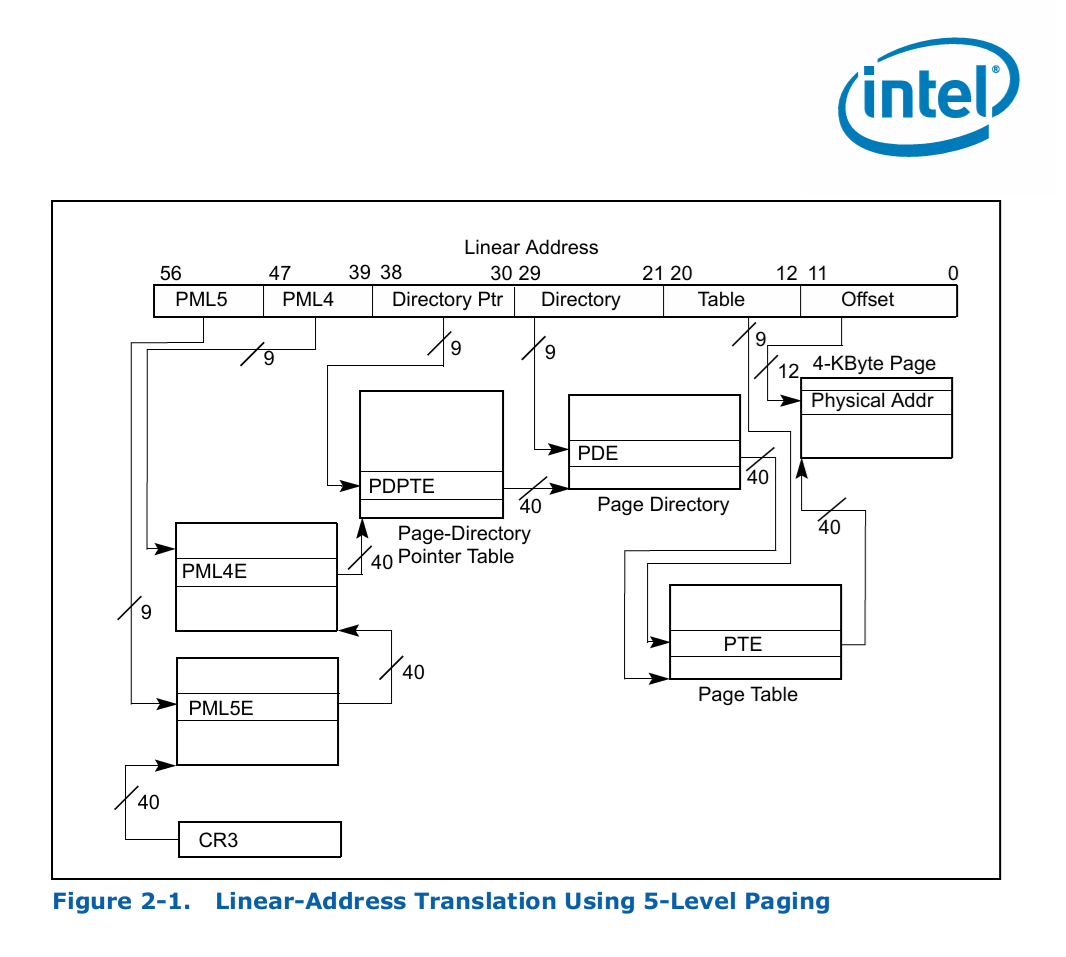 intel®
Linear Address
56 47 39 38 30 29 21 20 12 11 0
PML5 PML4 Directory Ptr Directory Table Offset
9 9 9 9 12 4-KByte Page
Physical Addr
PDE
PDPTE 40 Page Directory 40
Page-Directory
Pointer Table
40
40
PML4E
9
PTE
40
Page Table
PML5E
40
CR3
Figure 2-1. Linear-Address Translation Using 5-Level Paging